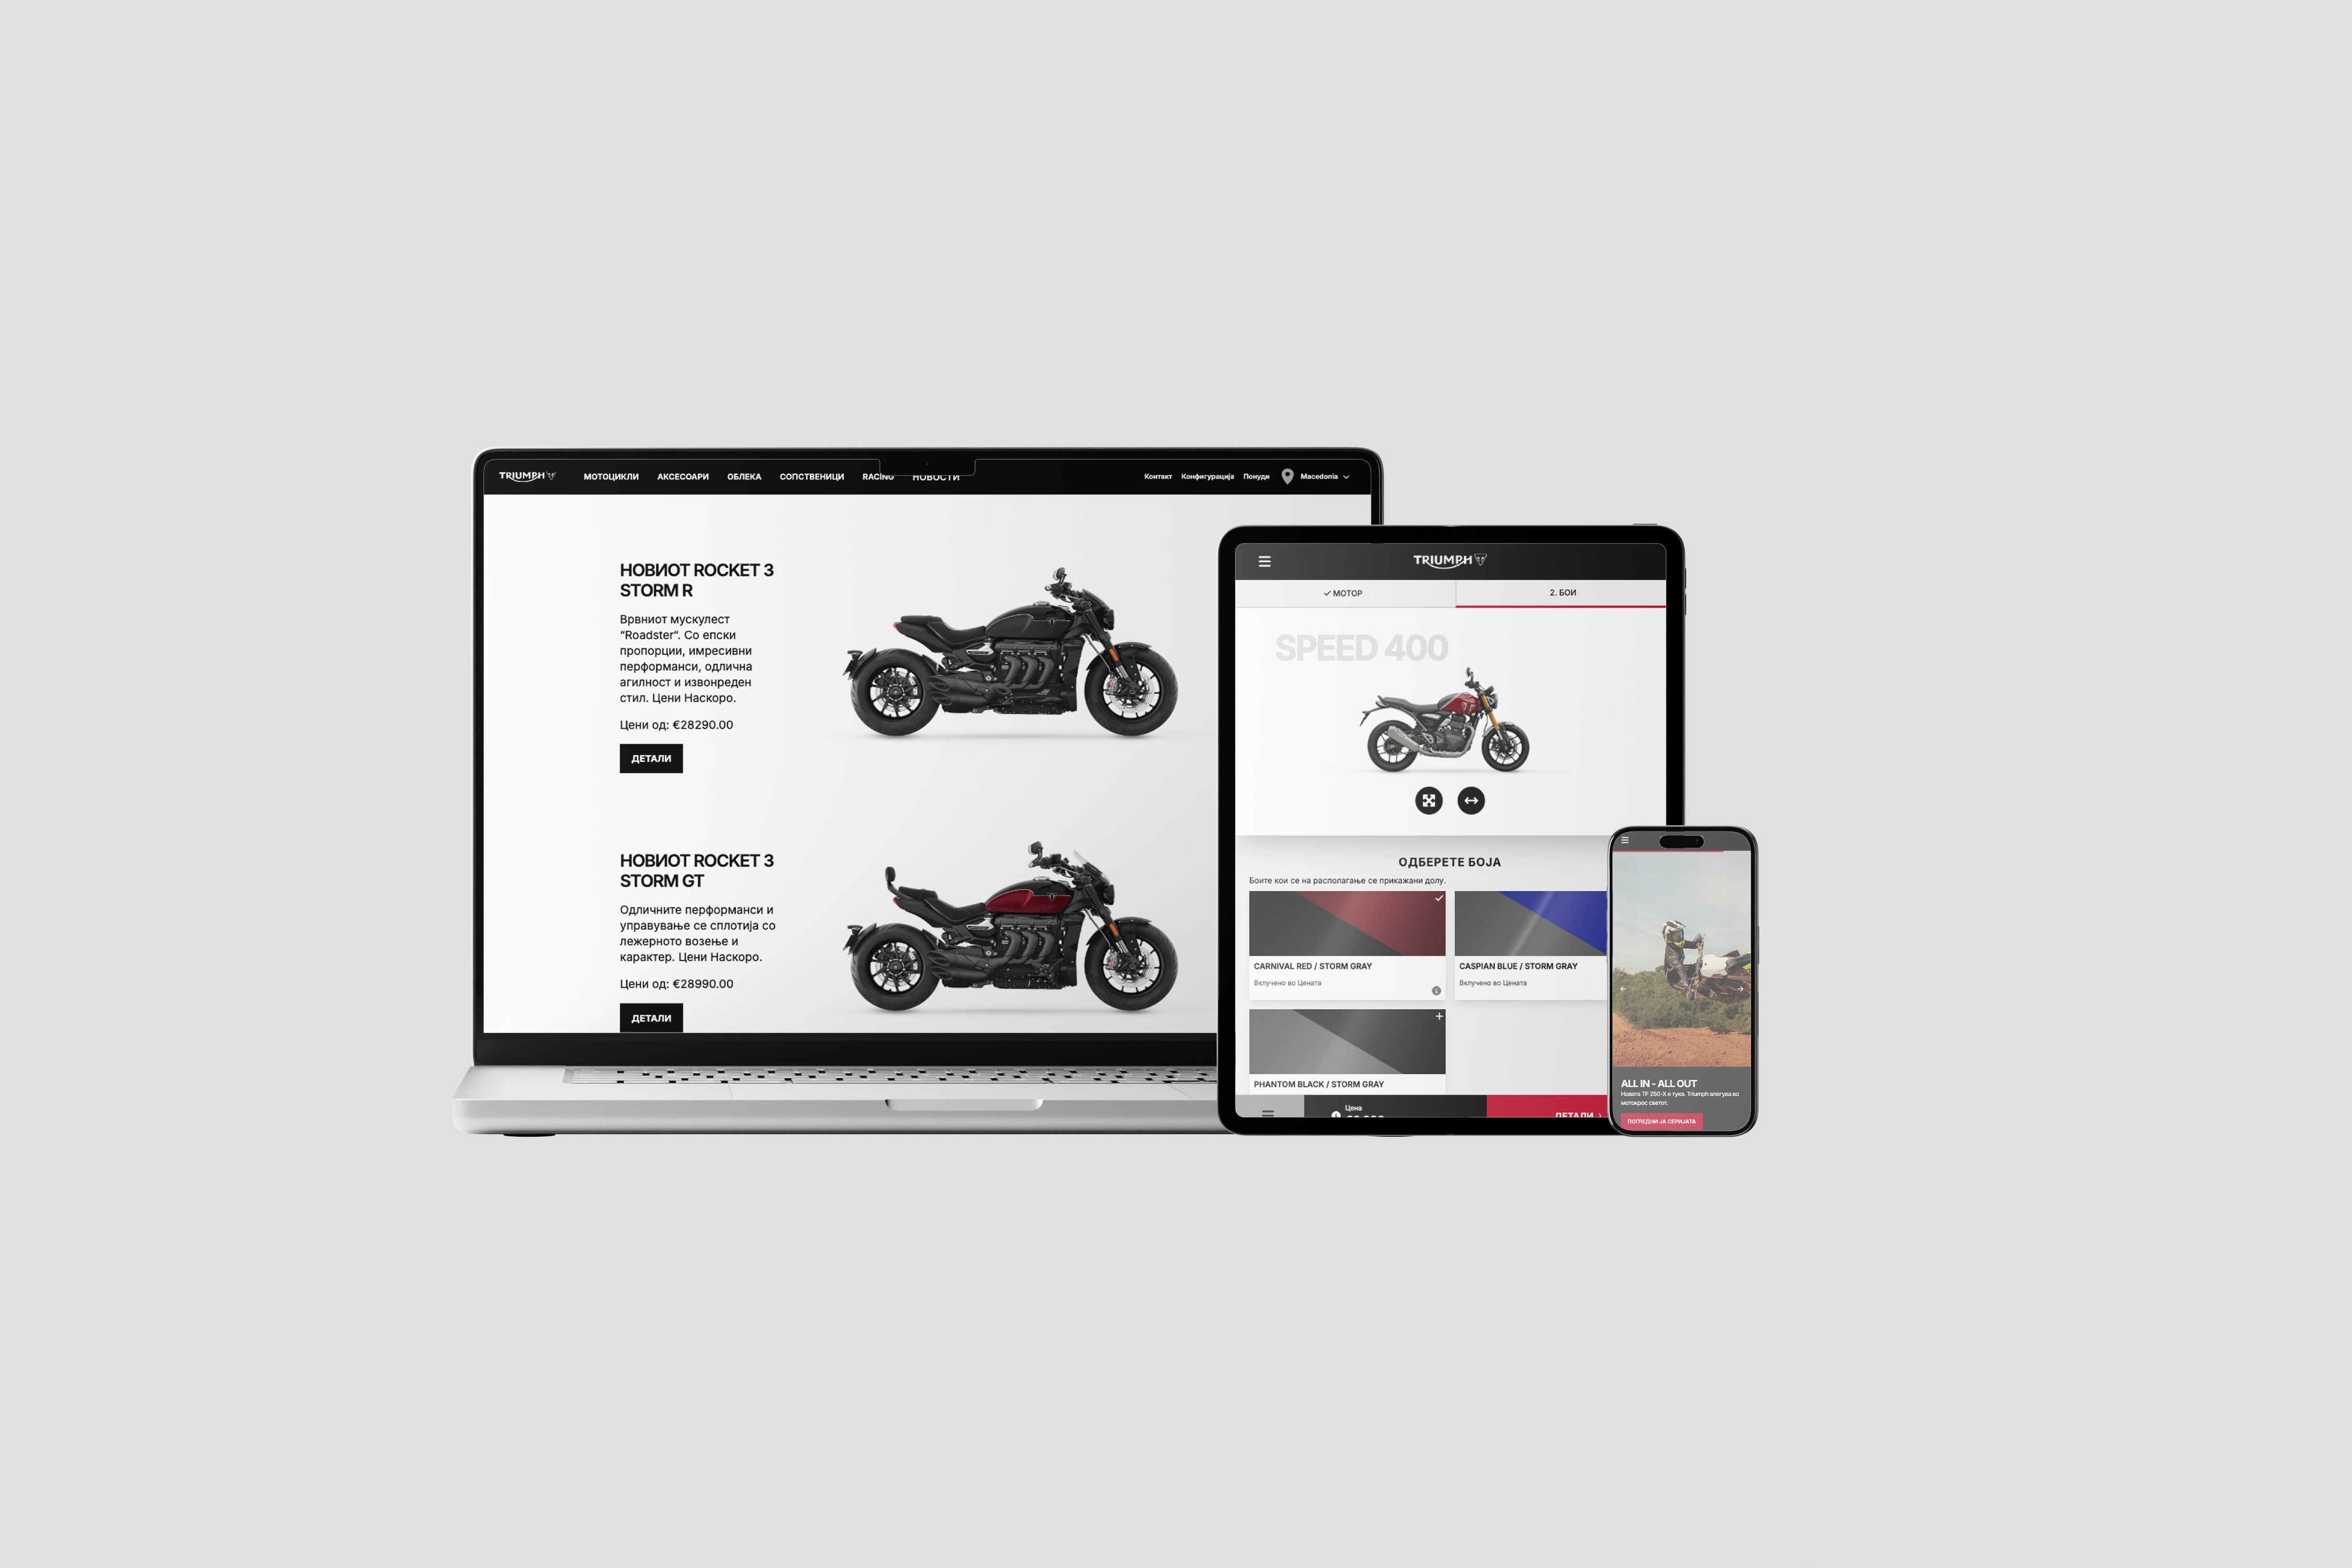 TRIUMPH
МОТОЦИКЛИ АКСЕСОАРИ ОБЛЕКА СОПСТВЕНИЦИ RACING НОВОСТИ
Контакт Конфигурација Понуди Macedonia
НОВИОТ ROCKET 3
STORM R
Врвниот мускулест
“Roadster”. Со епски
пропорции, имресивни
перформанси, одлична
агилност и извонреден
стил. Цени Наскоро.
Цени од: €28290.00
ДЕТАЛИ
НОВИОТ ROCKET 3
STORM GT
Одличните перформанси и
управување се сплотија со
лежерното возење и
карактер. Цени Наскоро.
Цени од: €28990.00
ДЕТАЛИ
TRIUMPH
МОТОР
2. БОИ
SPEED 400
ОДБЕРЕТЕ БОЈА
Боите кои се на располагање се прикажани долу.
CARNIVAL RED / STORM GRAY
Вклучено во Цената
CASPIAN BLUE / STORM GRAY
Вклучено во Цената
PHANTOM BLACK / STORM GRAY
Цена
ДЕТАЛИ
ALL IN - ALL OUT
Новата TF 250-X е тука. Triumph влегува во
мотокрос светот.
ПОГЛЕДНИ ЈА СЕРИЈАТА